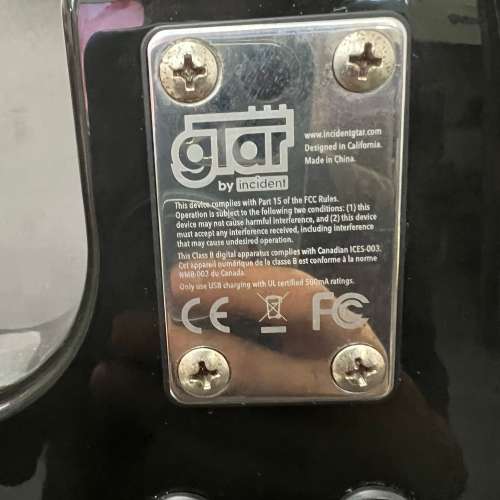 gTar
by incident
www.incidentgtar.com
Designed in California.
Made in China.
This device complies with Part 15 of the FCC Rules.
Operation is subject to the following two conditions: (1) this
device may not cause harmful interference, and (2) this device
must accept any interference received, including interference
that may cause undesired operation.
This Class B digital apparatus complies with Canadian ICES-003.
Cet appareil numérique de la classe B est conforme à la norme
NMB-003 du Canada.
Only use USB charging with UL certified 500mA ratings.
CE FC